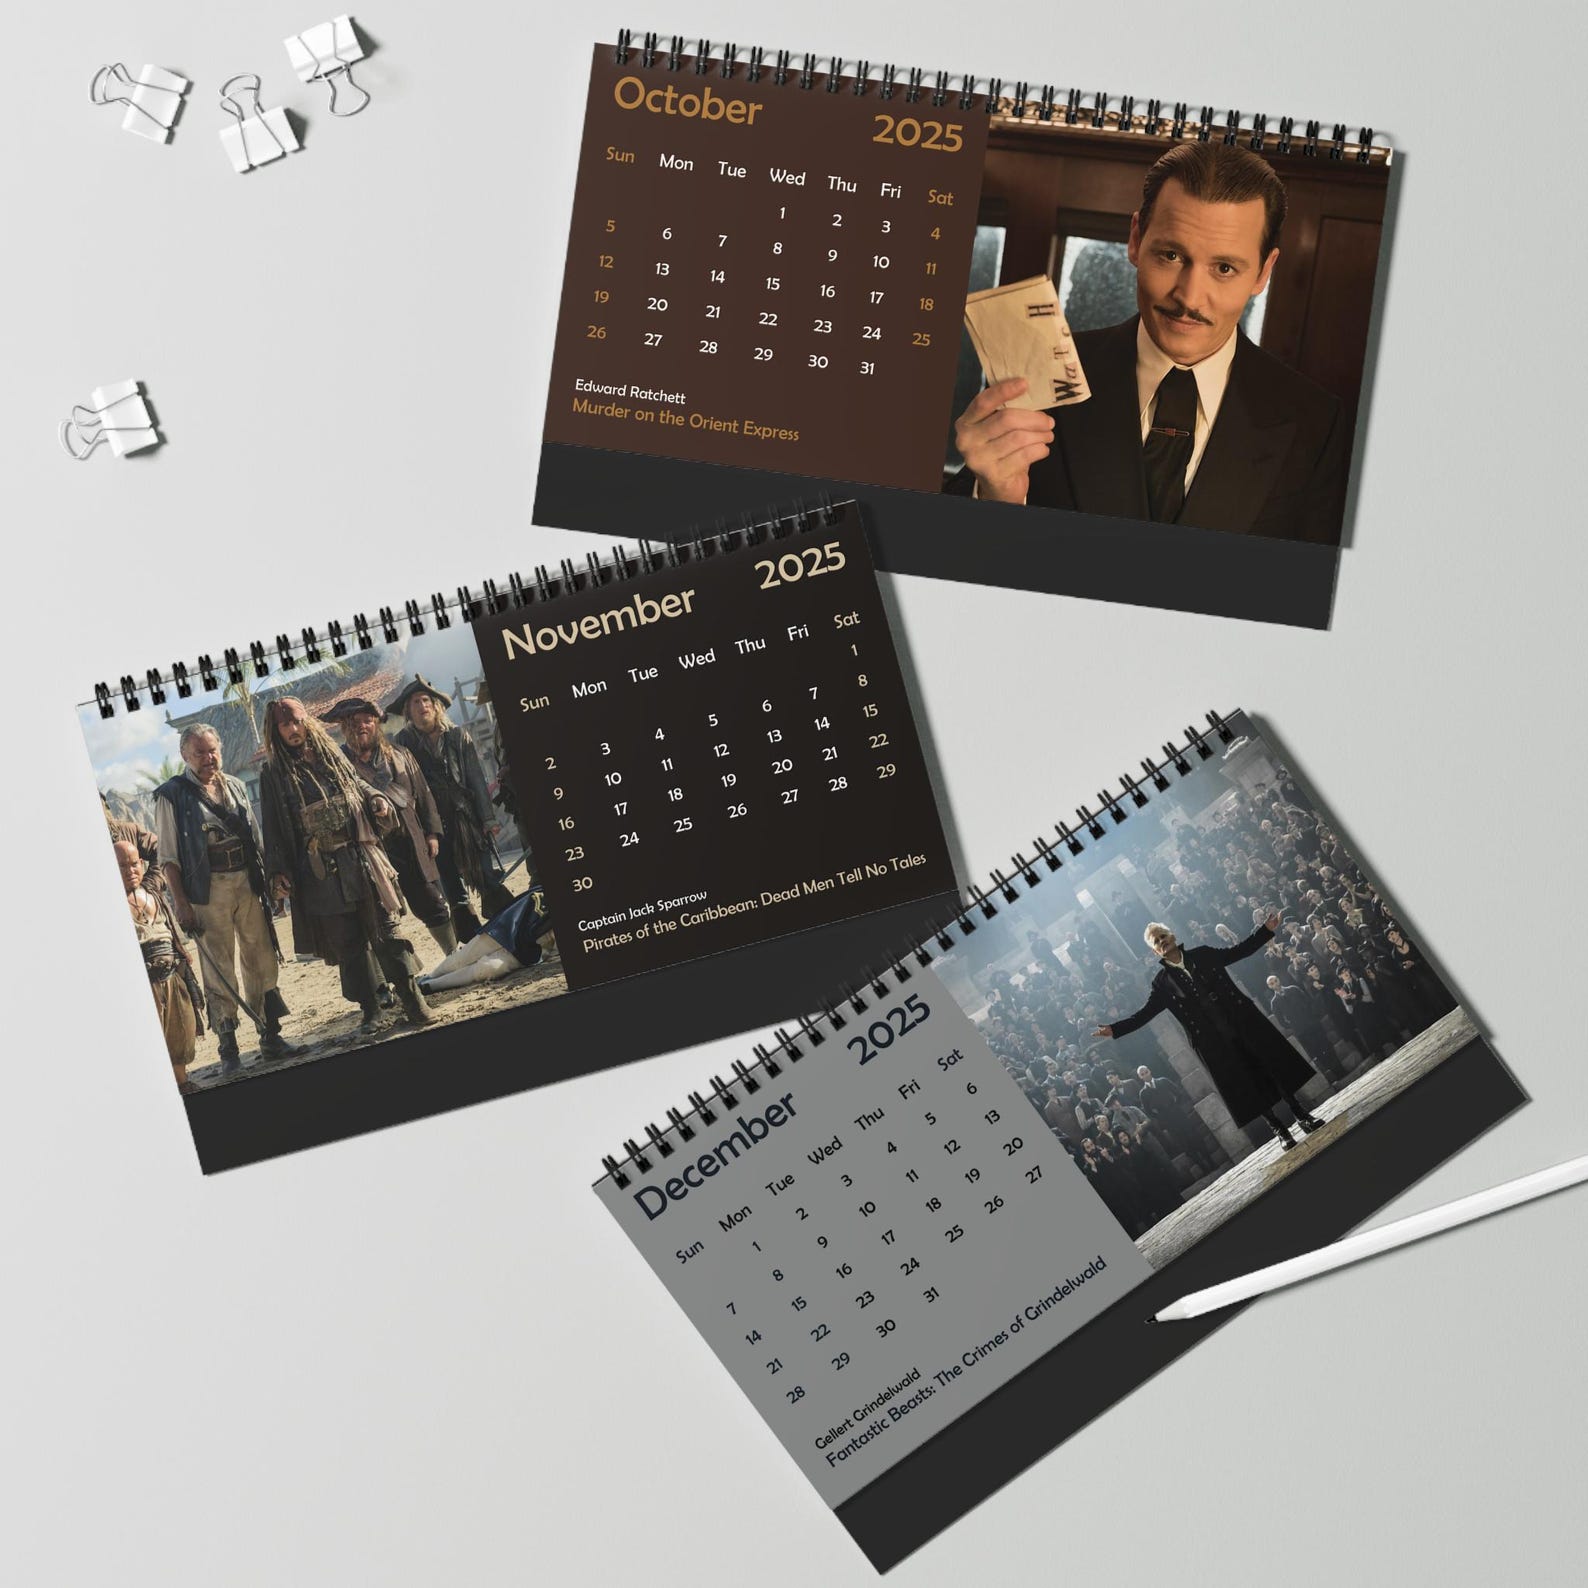 October 2025
Sun Mon Tue Wed Thu Fri Sat
1 2 3 4
5 6 7 8 9 10 11
12 13 14 15 16 17 18
19 20 21 22 23 24 25
26 27 28 29 30 31
Edward Ratchett
Murder on the Orient Express
H
WaTCH
November 2025
Sun Mon Tue Wed Thu Fri Sat
1
2 3 4 5 6 7 8
9 10 11 12 13 14 15
16 17 18 19 20 21 22
23 24 25 26 27 28 29
30
Captain Jack Sparrow
Pirates of the Caribbean: Dead Men Tell No Tales
December 2025
Sun Mon Tue Wed Thu Fri Sat
1 2 3 4 5 6
7 8 9 10 11 12 13
14 15 16 17 18 19 20
21 22 23 24 25 26 27
28 29 30 31
Gellert Grindelwald
Fantastic Beasts: The Crimes of Grindelwald